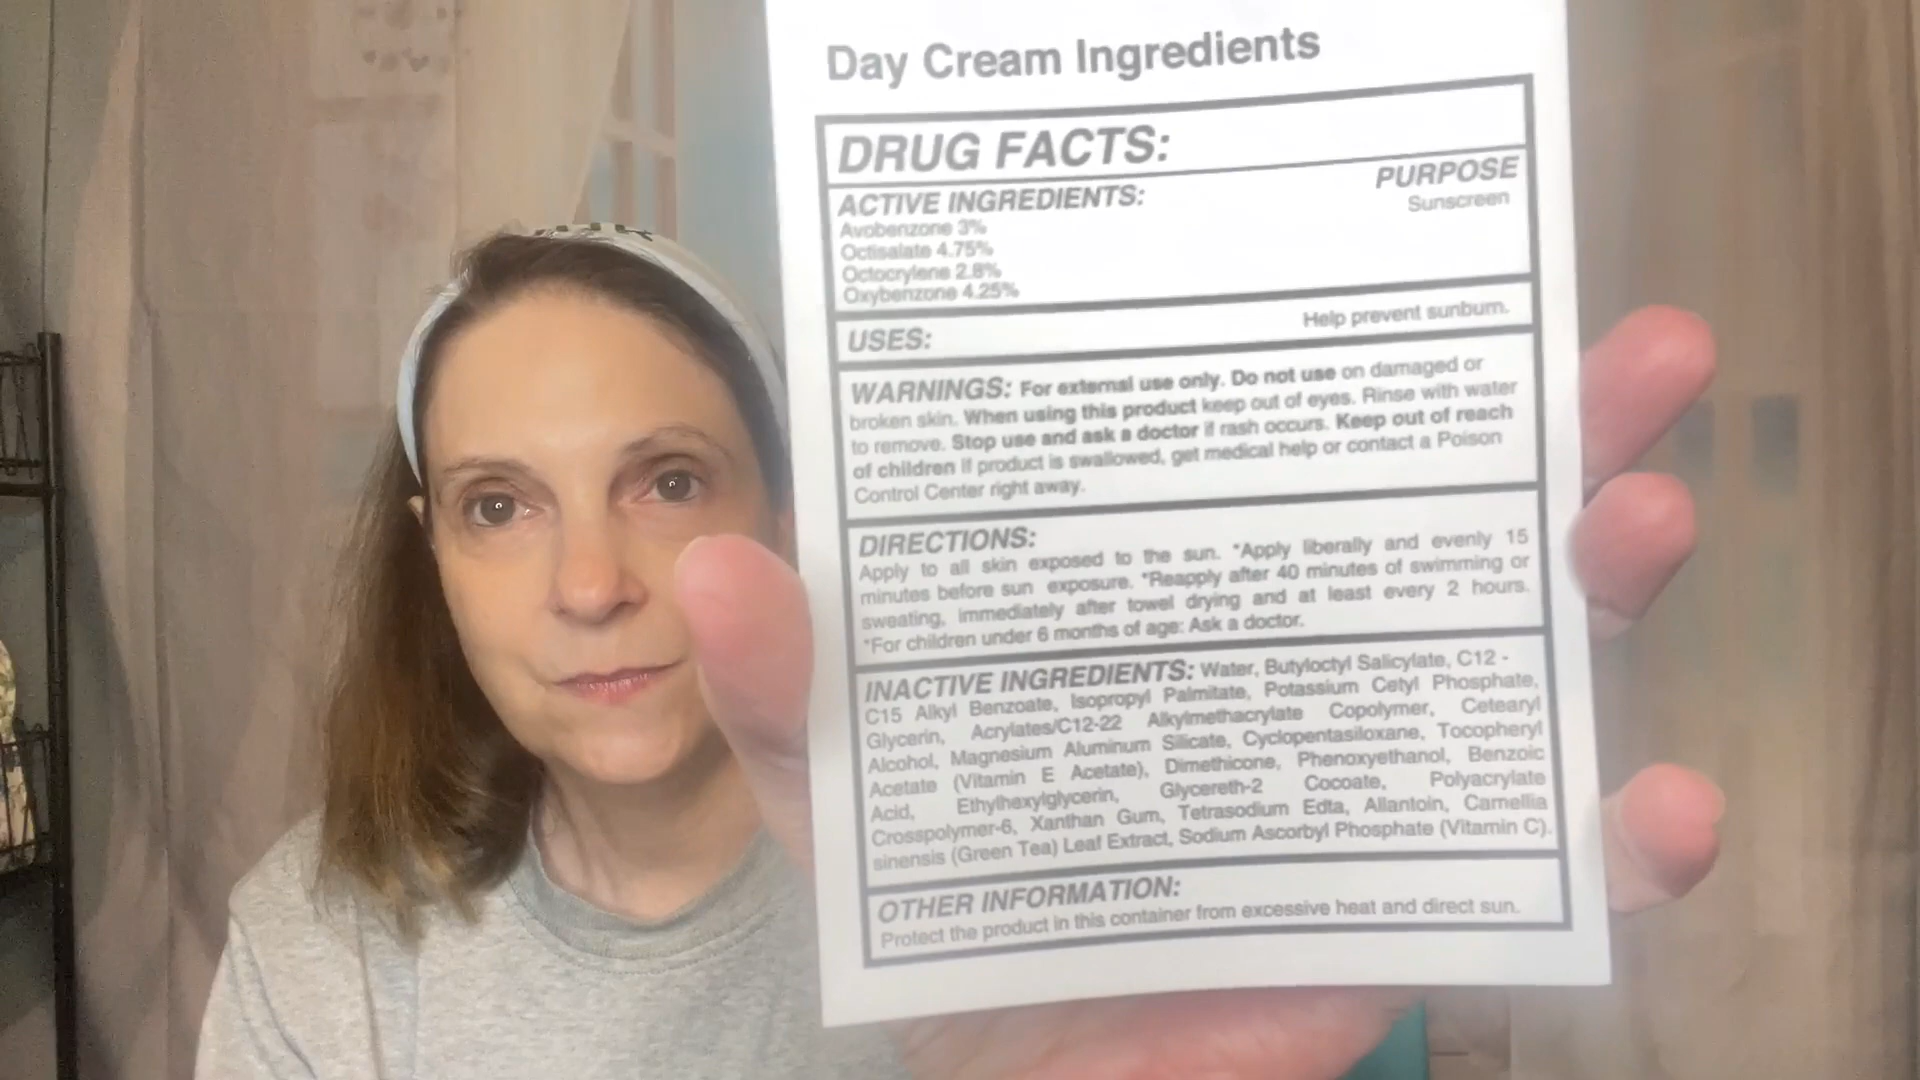 Day Cream Ingredients
DRUG FACTS:
ACTIVE INGREDIENTS:
PURPOSE
Avobenzone 3%
Sunscreen
Octisalate 4.75%
Octocrylene 2.8%
Oxybenzone 4.25%
USES:
Help prevent sunburn.
WARNINGS: For external use only. Do not use on damaged or
broken skin. When using this product keep out of eyes. Rinse with water
to remove. Stop use and ask a doctor if rash occurs. Keep out of reach
of children if product is swallowed, get medical help or contact a Poison
Control Center right away.
DIRECTIONS:
Apply to all skin exposed to the sun. *Apply liberally and evenly 15
minutes before sun exposure. *Reapply after 40 minutes of swimming or
sweating, immediately after towel drying and at least every 2 hours.
*For children under 6 months of age: Ask a doctor.
INACTIVE INGREDIENTS: Water, Butyloctyl Salicylate, C12 -
C15 Alkyl Benzoate, Isopropyl Palmitate, Potassium Cetyl Phosphate,
Glycerin, Acrylates/C12-22 Alkylmethacrylate Copolymer, Cetearyl
Alcohol, Magnesium Aluminum Silicate, Cyclopentasiloxane, Tocopheryl
Acetate (Vitamin E Acetate), Dimethicone, Phenoxyethanol, Benzoic
Acid, Ethylhexylglycerin, Glycereth-2 Cocoate, Polyacrylate
Crosspolymer-6, Xanthan Gum, Tetrasodium Edta, Allantoin, Camellia
sinensis (Green Tea) Leaf Extract, Sodium Ascorbyl Phosphate (Vitamin C).
OTHER INFORMATION:
Protect the product in this container from excessive heat and direct sun.